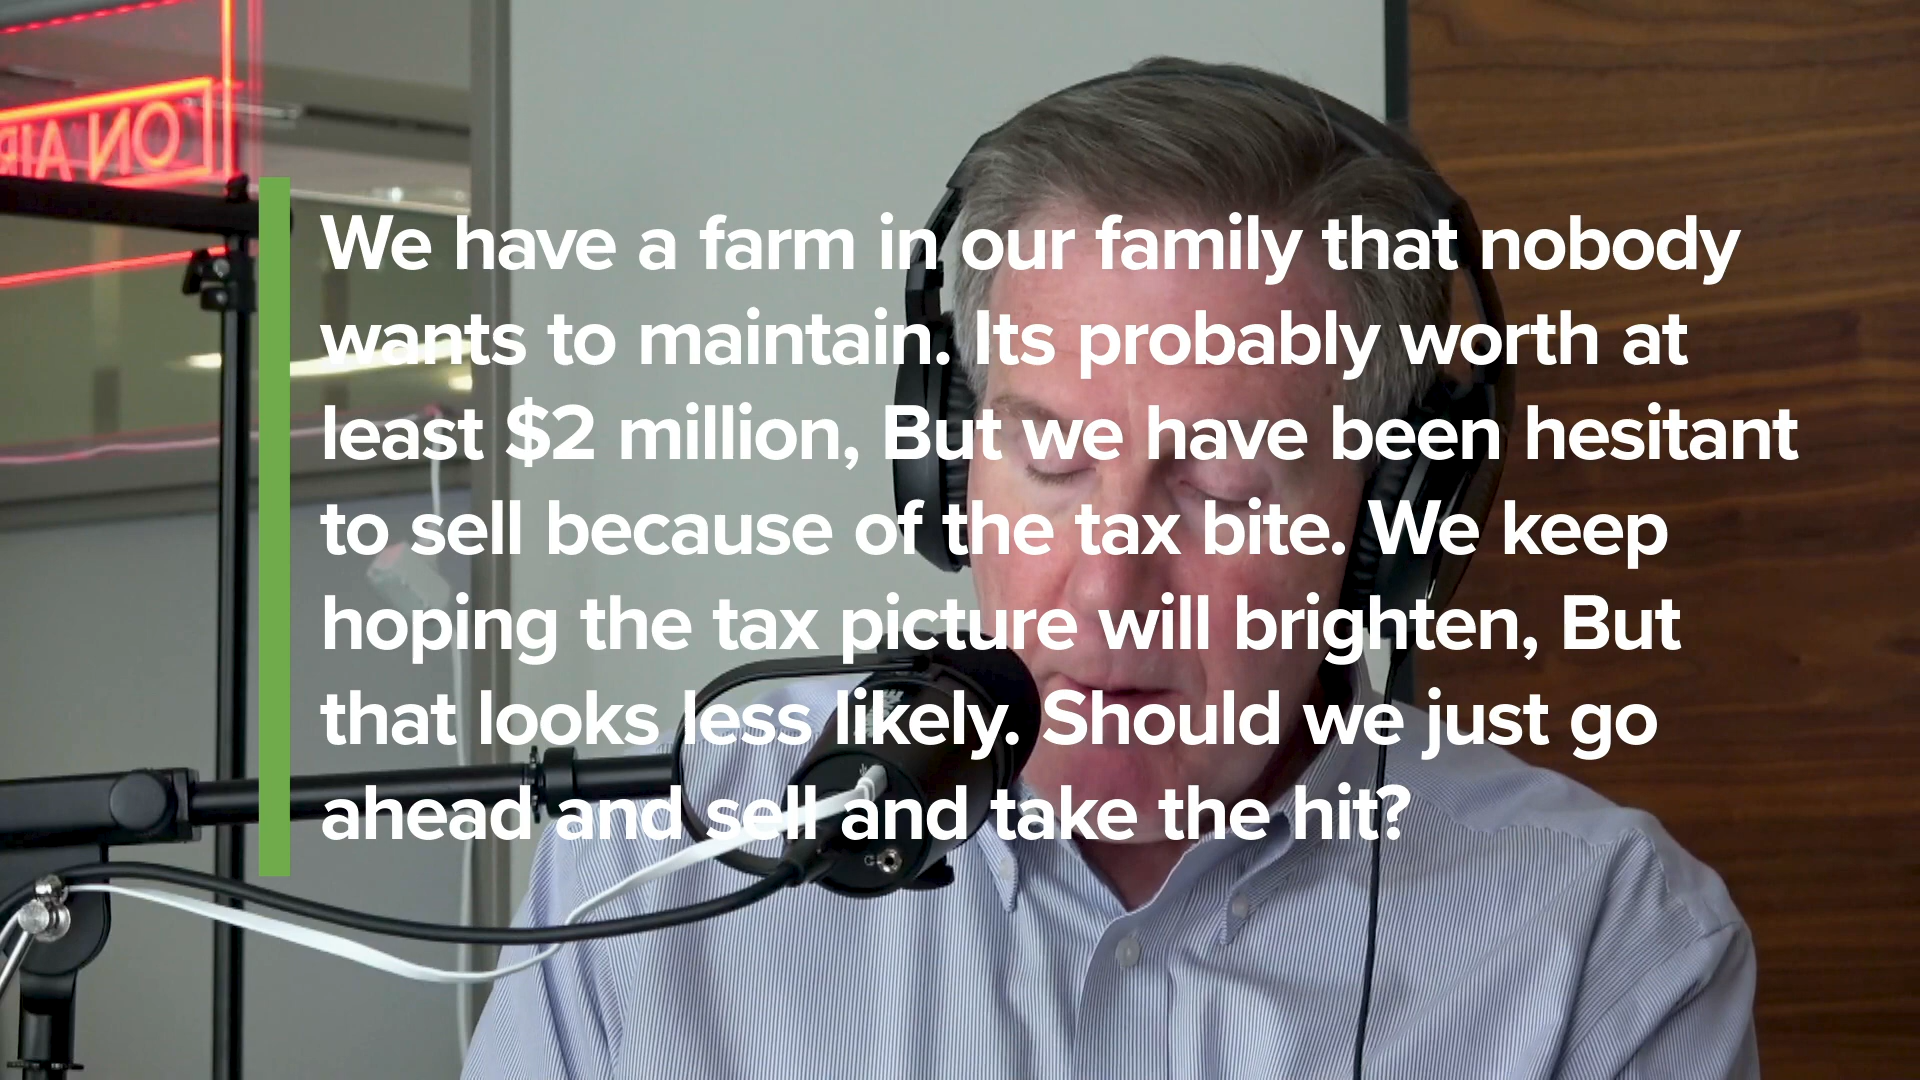 ON AIR
We have a farm in our family that nobody
wants to maintain. Its probably worth at
least $2 million, But we have been hesitant
to sell because of the tax bite. We keep
hoping the tax picture will brighten, But
that looks less likely. Should we just go
ahead and sell and take the hit?